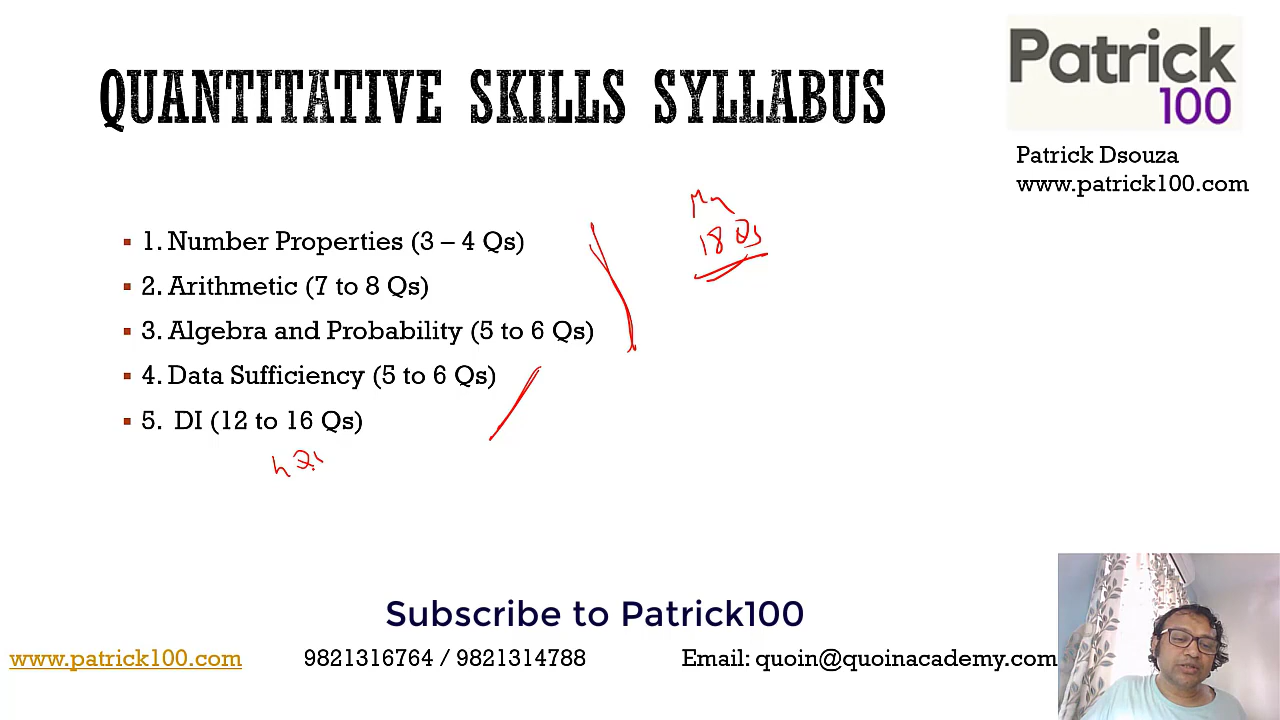 QUANTITATIVE SKILLS SYLLABUS
Patrick
100
Patrick Dsouza
www.patrick100.com
1. Number Properties (3 – 4 Qs)
2. Arithmetic (7 to 8 Qs)
3. Algebra and Probability (5 to 6 Qs)
4. Data Sufficiency (5 to 6 Qs)
5. DI (12 to 16 Qs)
18 Qs
Subscribe to Patrick100
www.patrick100.com 9821316764 / 9821314788 Email: quoin@quoinacademy.com